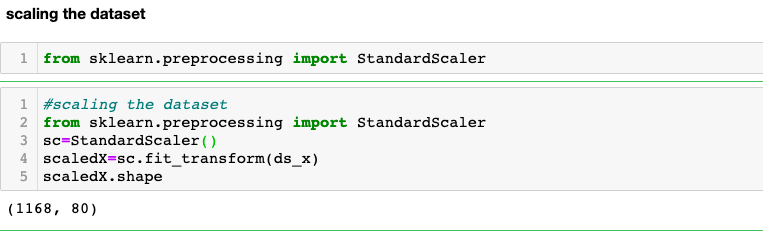 scaling the dataset
1 from sklearn.preprocessing import StandardScaler
1 #scaling the dataset
2 from sklearn.preprocessing import StandardScaler
3 sc=StandardScaler()
4 scaledX=sc.fit_transform(ds_x)
5 scaledX.shape
(1168, 80)